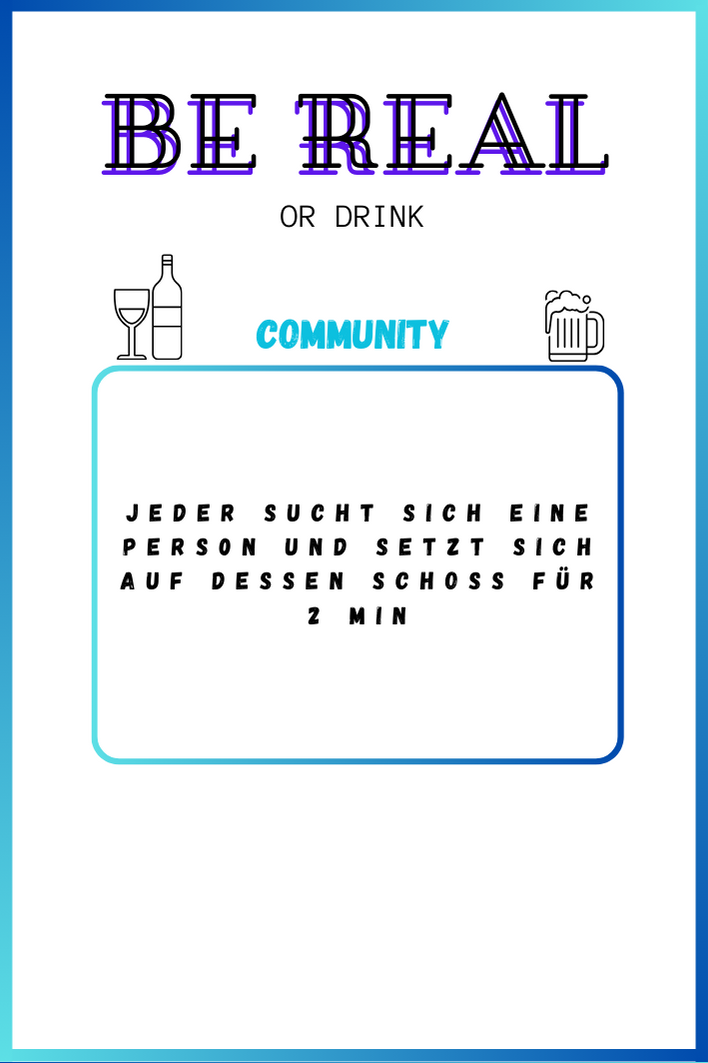 BE REAL
OR DRINK
COMMUNITY
JEDER SUCHT SICH EINE
PERSON UND SETZT SICH
AUF DESSEN SCHOSS FÜR
2 MIN